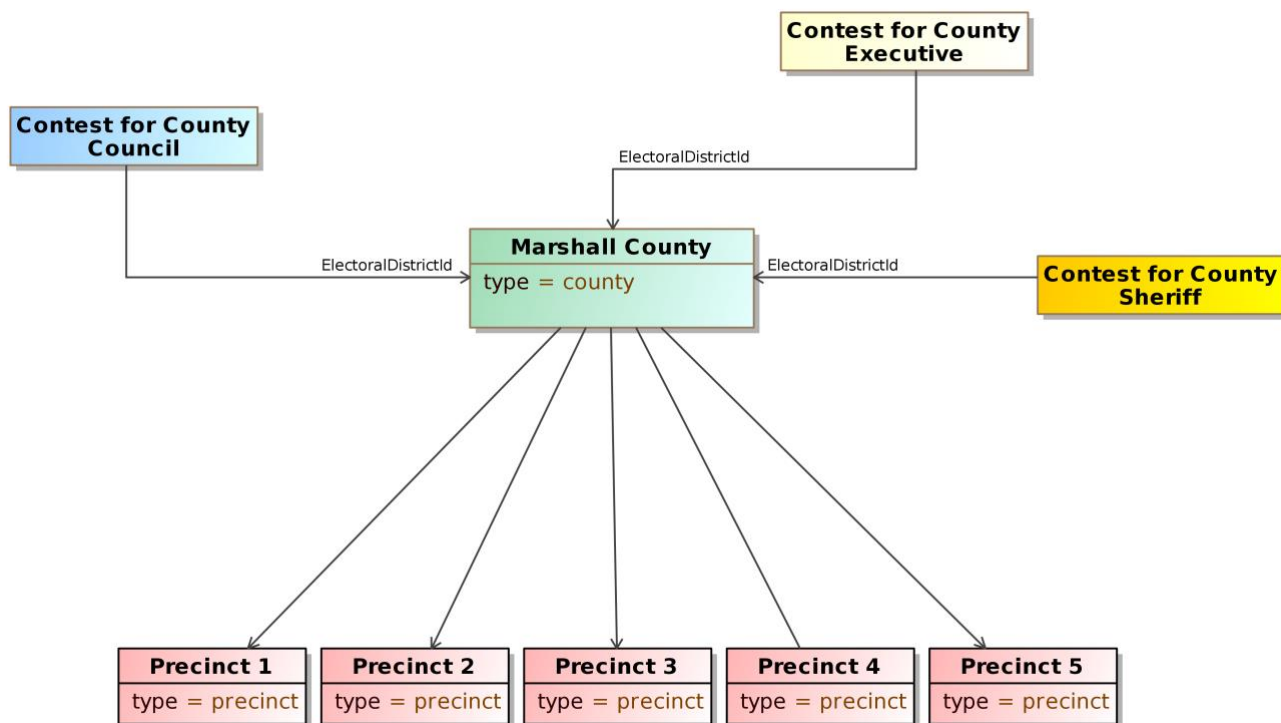 Contest for County
Executive
Contest for County
Council
ElectoralDistrictId
Marshall County
type = county
ElectoralDistrictId
ElectoralDistrictId
Contest for County
Sheriff
Precinct 1
type = precinct
Precinct 2
type = precinct
Precinct 3
type = precinct
Precinct 4
type = precinct
Precinct 5
type = precinct